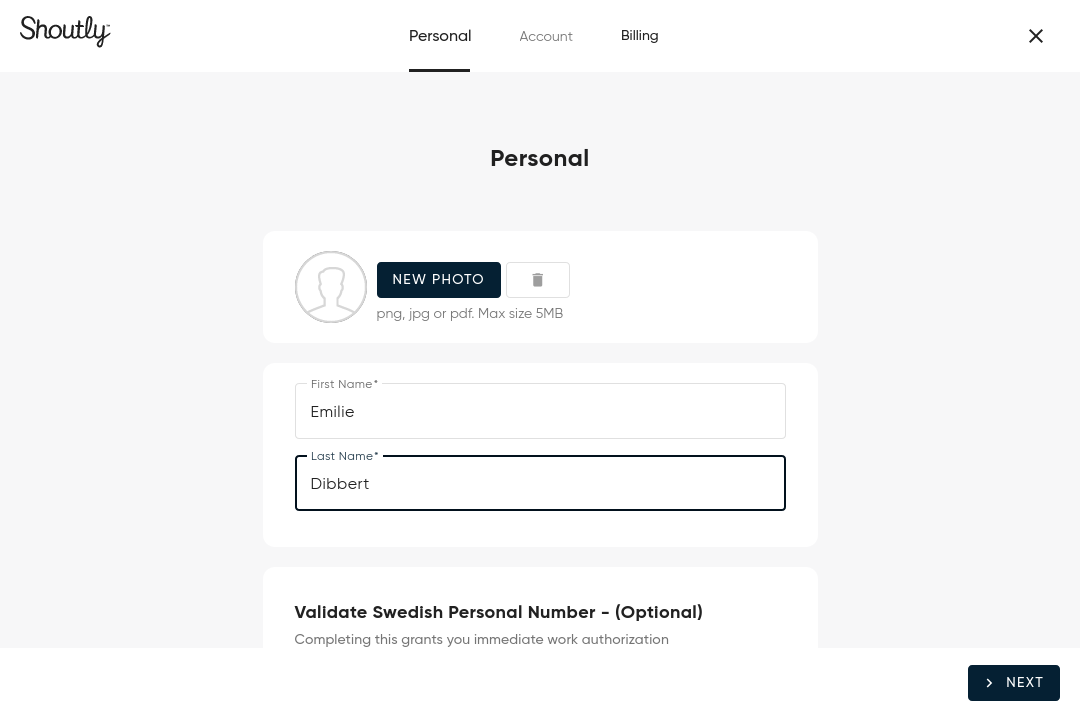 Shoutly™
Personal
Account
Billing
Personal
NEW PHOTO
png, jpg or pdf. Max size 5MB
First Name*
Emilie
Last Name*
Dibbert
Validate Swedish Personal Number - (Optional)
Completing this grants you immediate work authorization
NEXT